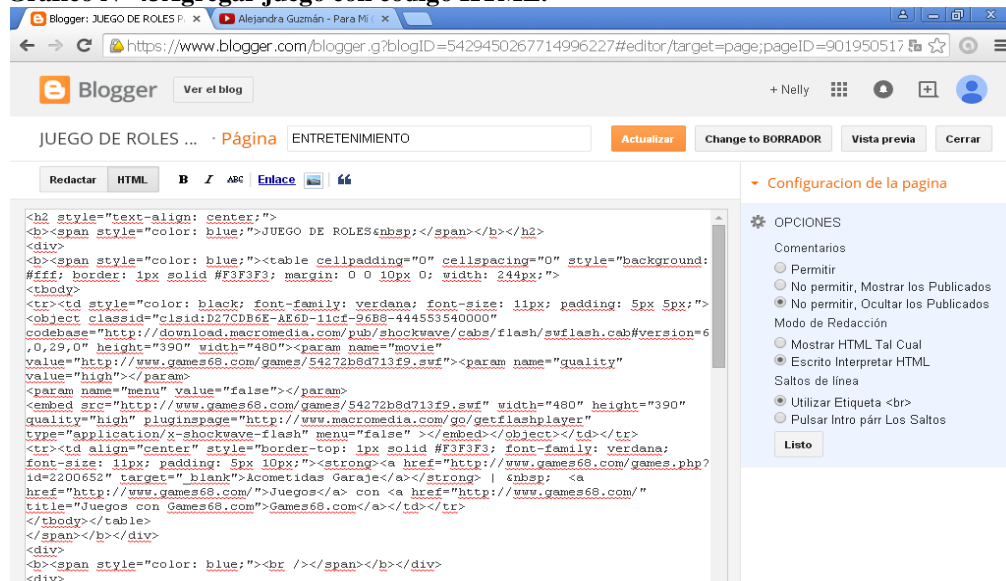 Blogger: JUEGO DE ROLES P
Alejandra Guzmán - Para Mí (
https://www.blogger.com/blogger.g?blogID=5429450267714996227#editor/target=page;pageID=901950517
Blogger
Ver el blog
+ Nelly
JUEGO DE ROLES ... · Página
ENTRETENIMIENTO
Actualizar
Change to BORRADOR
Vista previa
Cerrar
Redactar
HTML
B I ABC Enlace
<h2 style="text-align: center;">
<b><span style="color: blue;">JUEGO DE ROLES&nbsp;</span></b></h2>
<div>
<b><span style="color: blue;"><table cellpadding="0" cellspacing="0" style="background:
#fff; border: 1px solid #F3F3F3; margin: 0 0 10px 0; width: 244px;">
<tbody>
<tr><td style="color: black; font-family: verdana; font-size: 11px; padding: 5px 5px;">
<object classid="clsid:D27CDB6E-AE6D-11cf-96B8-444553540000"
codebase="http://download.macromedia.com/pub/shockwave/cabs/flash/swflash.cab#version=6
,0,29,0" height="390" width="480"><param name="movie"
value="http://www.games68.com/games/54272b8d713f9.swf"><param name="quality"
value="high"></param>
<param name="menu" value="false"></param>
<embed src="http://www.games68.com/games/54272b8d713f9.swf" width="480" height="390"
quality="high" pluginspage="http://www.macromedia.com/go/getflashplayer"
type="application/x-shockwave-flash" menu="false" ></embed></object></td></tr>
<tr><td align="center" style="border-top: 1px solid #F3F3F3; font-family: verdana;
font-size: 11px; padding: 5px 10px;"><strong><a href="http://www.games68.com/games.php?
id=2200652" target="_blank">Acometidas Garaje</a></strong> | &nbsp; <a
href="http://www.games68.com/">Juegos</a> con <a href="http://www.games68.com/"
title="Juegos con Games68.com">Games68.com</a></td></tr>
</tbody></table>
</span></b></div>
<div>
<b><span style="color: blue;"><br /></span></b></div>
<div>
Configuracion de la pagina
OPCIONES
Comentarios
Permitir
No permitir, Mostrar los Publicados
No permitir, Ocultar los Publicados
Modo de Redacción
Mostrar HTML Tal Cual
Escrito Interpretar HTML
Saltos de línea
Utilizar Etiqueta <br>
Pulsar Intro párr Los Saltos
Listo